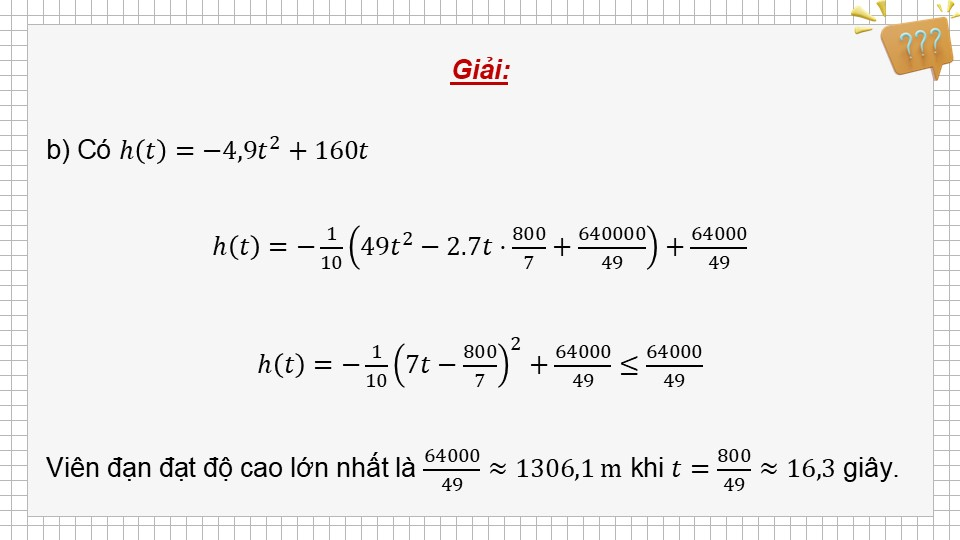 ???
Giải:
b) Có h(t) = −4,9t² + 160t
h(t) = −1/10 (49t² − 2.7t · 800/7 + 640000/49) + 64000/49
h(t) = −1/10 (7t − 800/7)² + 64000/49 ≤ 64000/49
Viên đạn đạt độ cao lớn nhất là 64000/49 ≈ 1306,1 m khi t = 800/49 ≈ 16,3 giây.